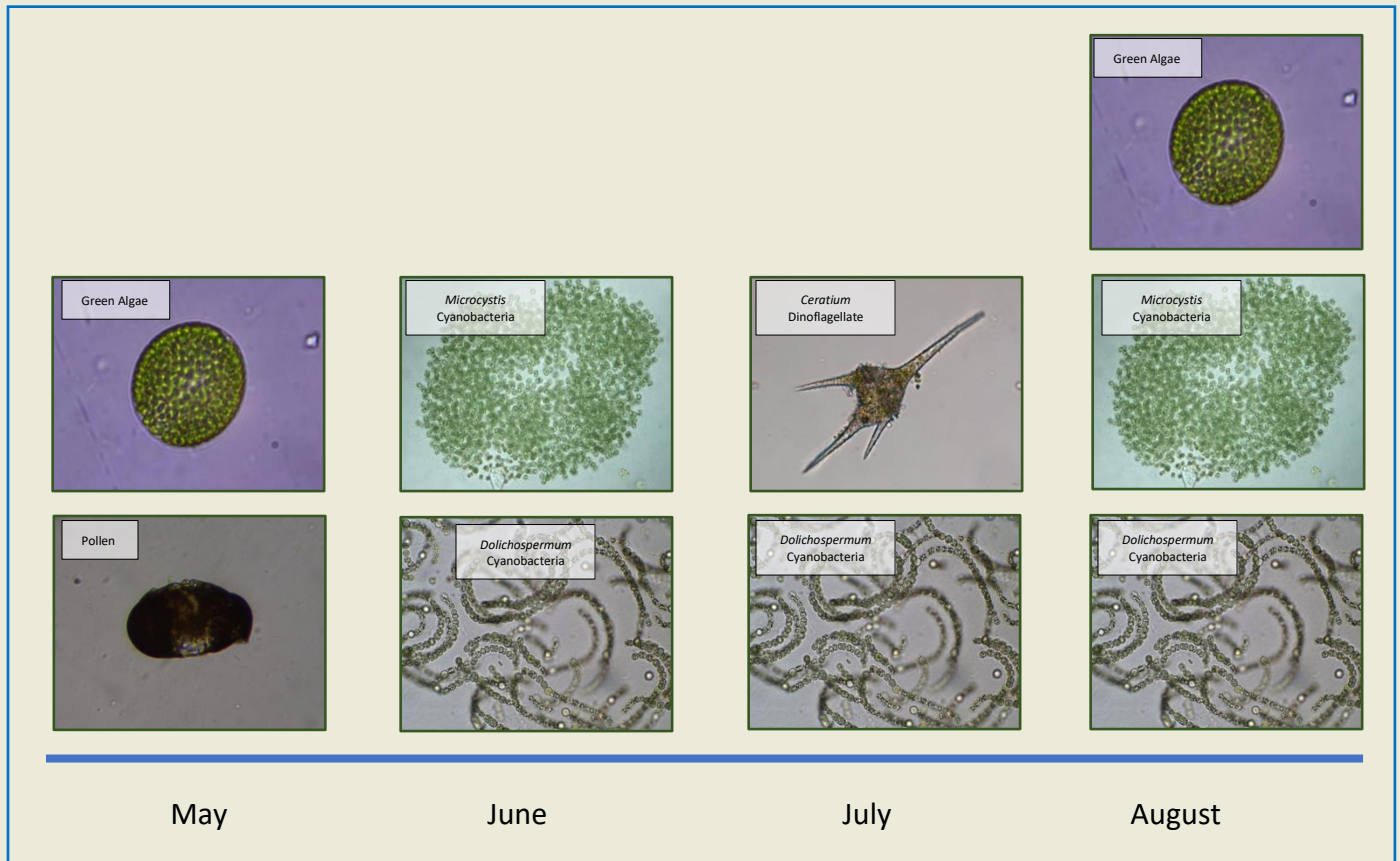 Green Algae
Green Algae
Microcystis
Cyanobacteria
Ceratium
Dinoflagellate
Microcystis
Cyanobacteria
Pollen
Dolichospermum
Cyanobacteria
Dolichospermum
Cyanobacteria
Dolichospermum
Cyanobacteria
May
June
July
August